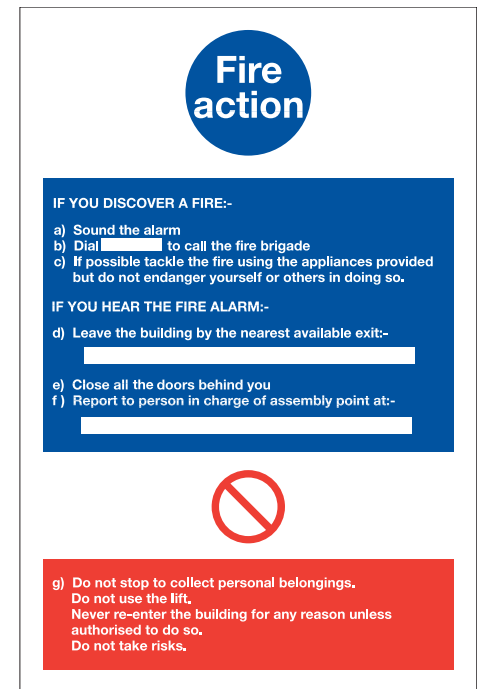 Fire
action
IF YOU DISCOVER A FIRE:-
a) Sound the alarm
b) Dial to call the fire brigade
c) If possible tackle the fire using the appliances provided
but do not endanger yourself or others in doing so.
IF YOU HEAR THE FIRE ALARM:-
d) Leave the building by the nearest available exit:-
e) Close all the doors behind you
f ) Report to person in charge of assembly point at:-
g) Do not stop to collect personal belongings.
Do not use the lift.
Never re-enter the building for any reason unless
authorised to do so.
Do not take risks.